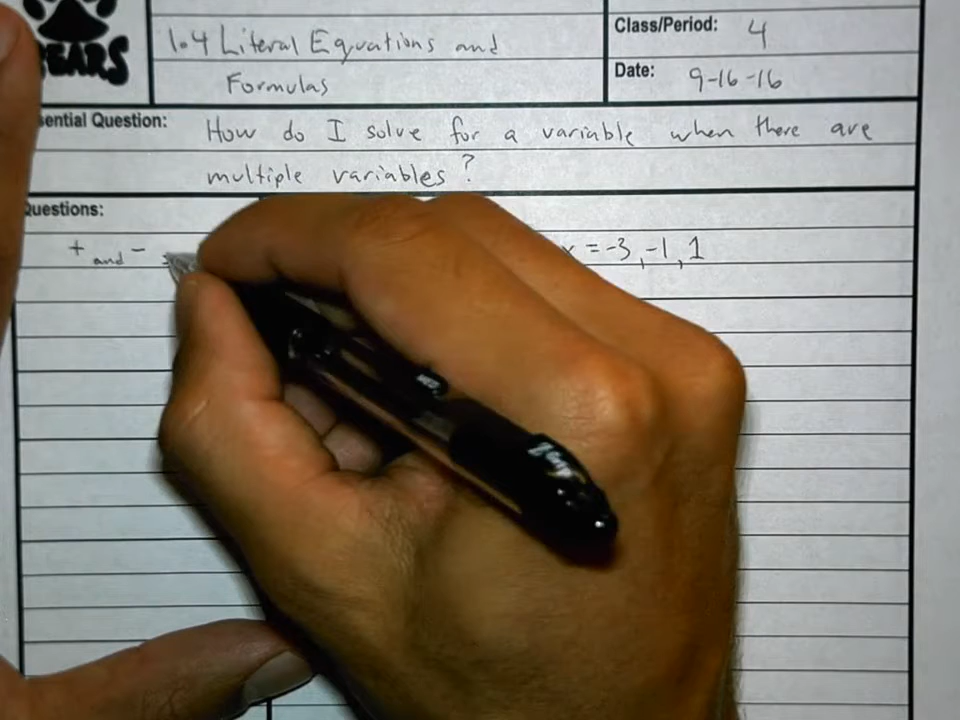 BEARS
1.4 Literal Equations and
Formulas
Class/Period: 4
Date: 9-16-16
sential Question: How do I solve for a variable when there are
multiple variables?
Questions:
+ and -
x = -3, -1, 1